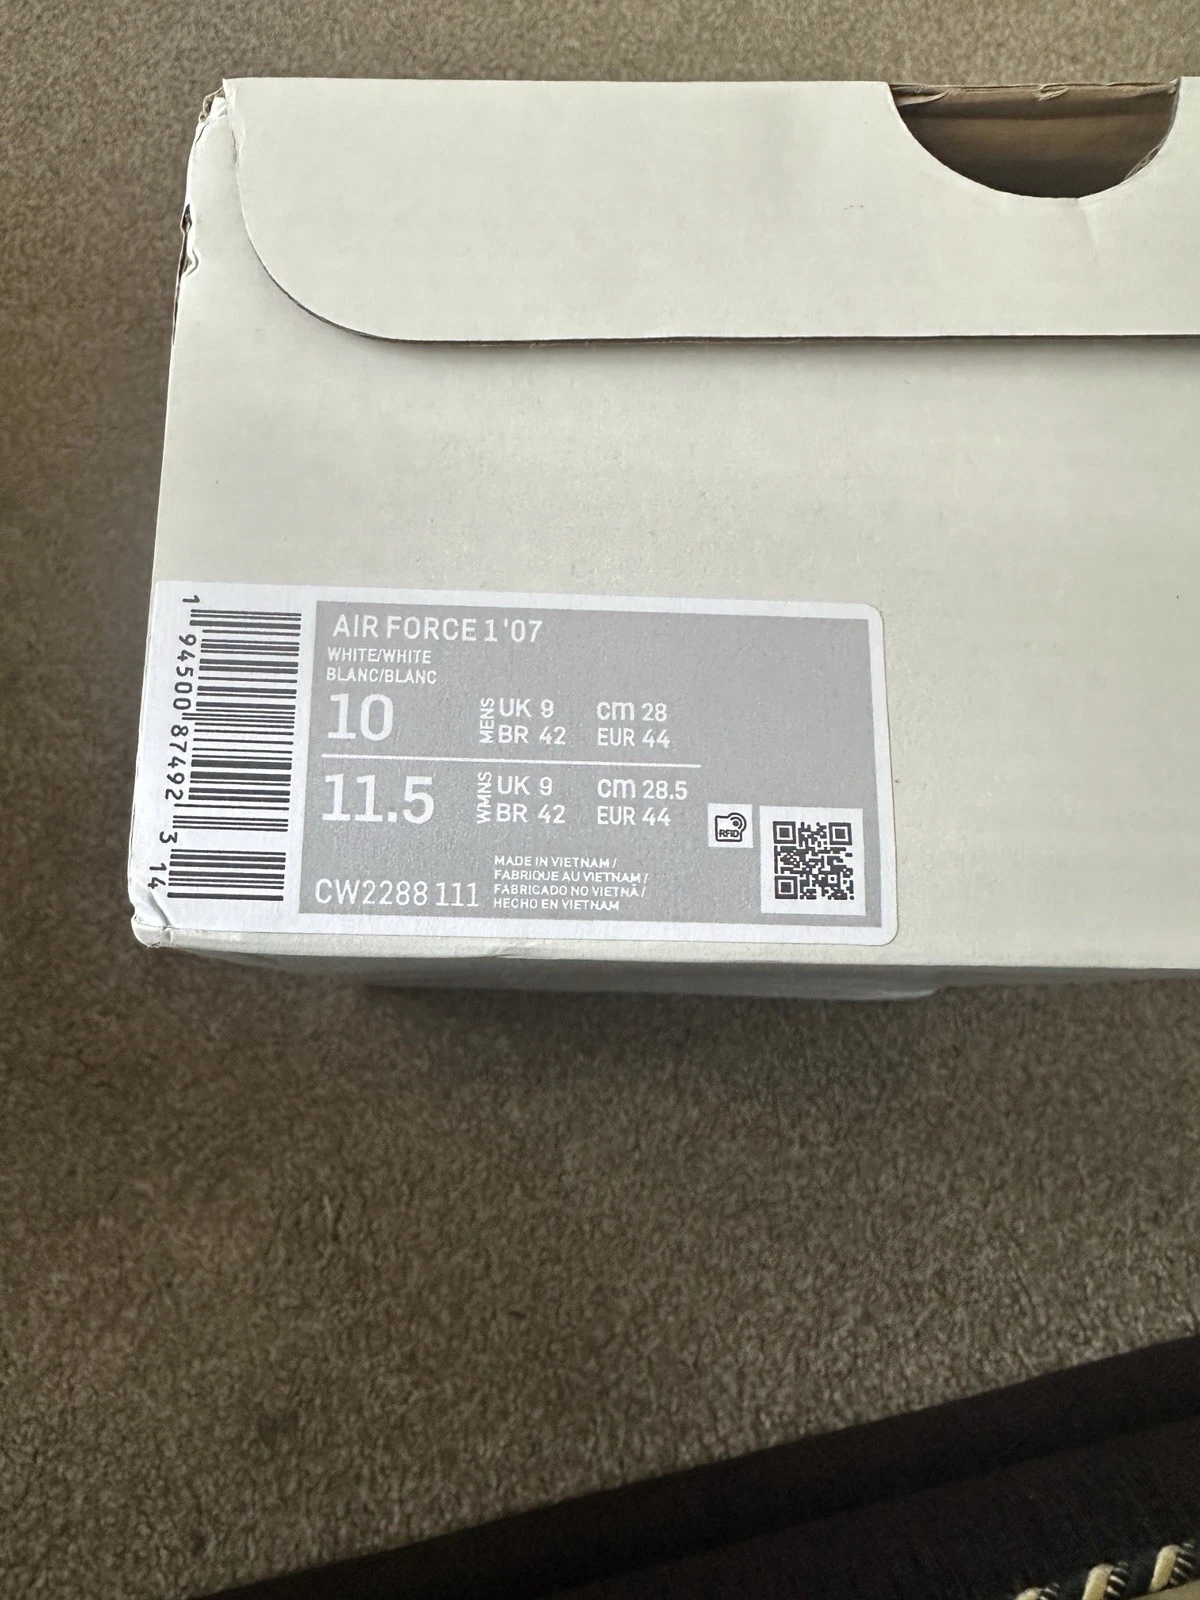 AIR FORCE 1 '07
WHITE/WHITE
BLANC/BLANC
10
MENS
UK 9 cm 28
BR 42 EUR 44
11.5
WMNS
UK 9 cm 28.5
BR 42 EUR 44
RFID
CW2288 111
MADE IN VIETNAM /
FABRIQUE AU VIETNAM /
FABRICADO NO VIETNÃ /
HECHO EN VIETNAM
1 94500 87492 3 14